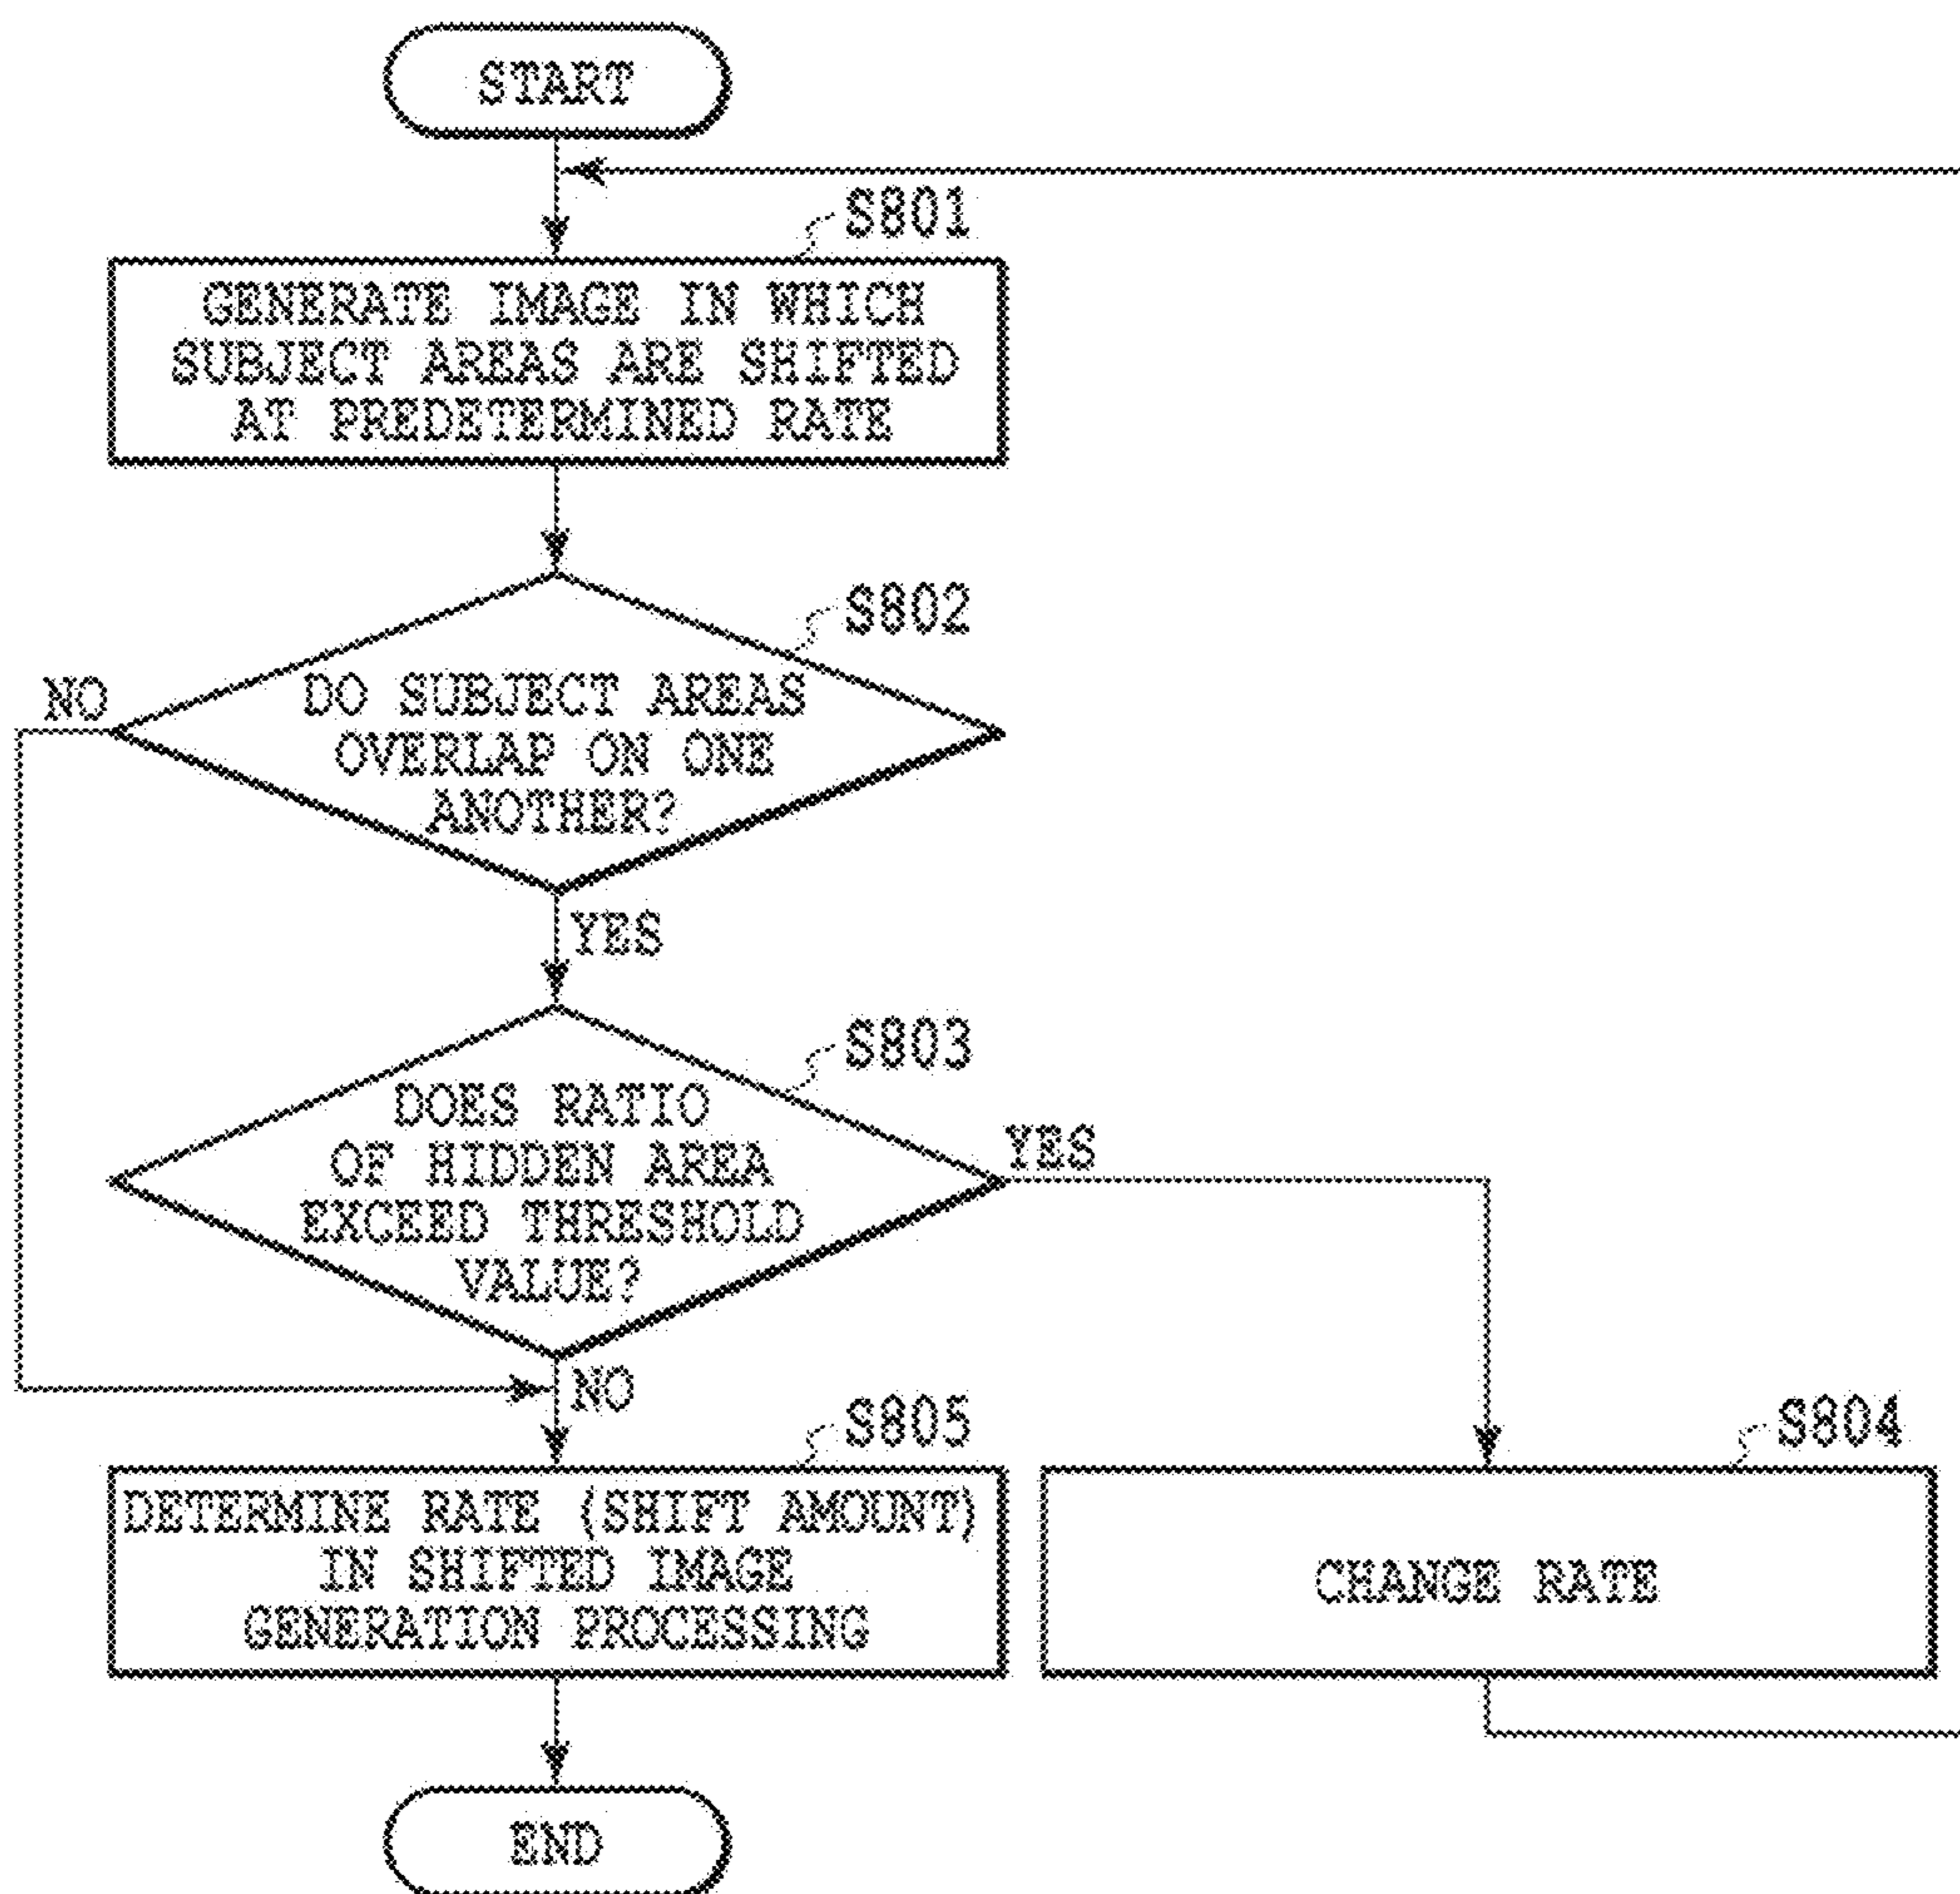 START
S801
GENERATE IMAGE IN WHICH
SUBJECT AREAS ARE SHIFTED
AT PREDETERMINED RATE
S802
NO
DO SUBJECT AREAS
OVERLAP ON ONE
ANOTHER?
YES
S803
DOES RATIO
OF HIDDEN AREA
EXCEED THRESHOLD
VALUE?
YES
NO
S805
DETERMINE RATE (SHIFT AMOUNT)
IN SHIFTED IMAGE
GENERATION PROCESSING
S804
CHANGE RATE
END